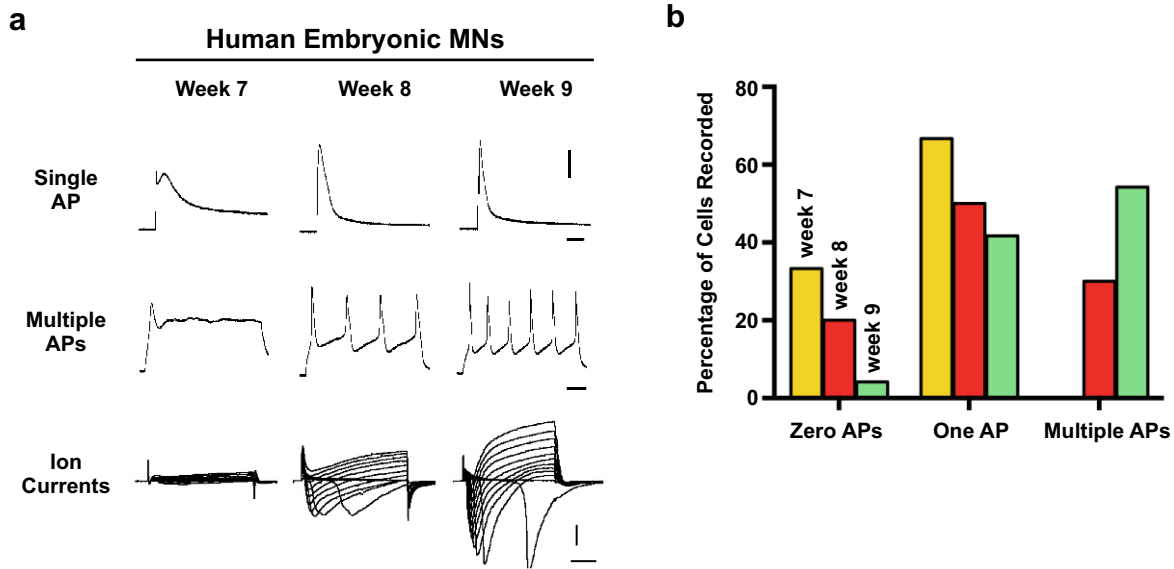 a
Human Embryonic MNs
Week 7 Week 8 Week 9
Single
AP
Multiple
APs
Ion
Currents
b
Percentage of Cells Recorded
80
60
40
20
0
week 7
week 8
week 9
Zero APs One AP Multiple APs